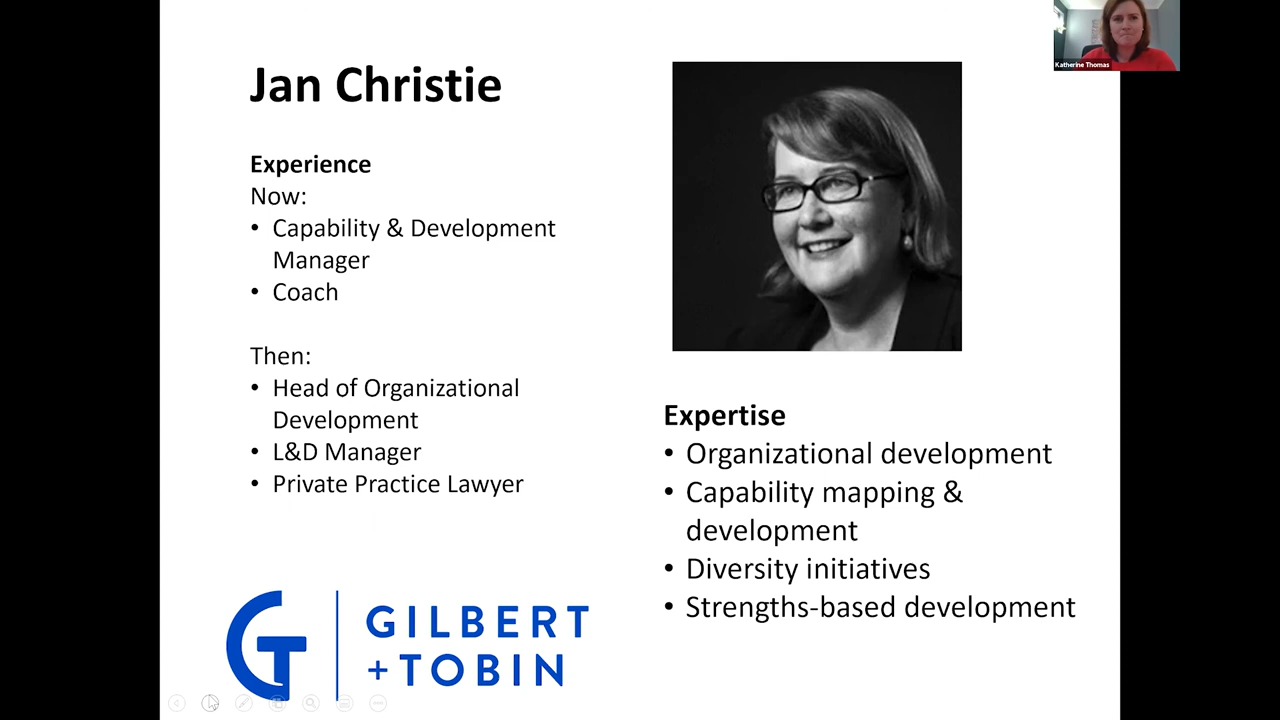 Jan Christie
Experience
Now:
• Capability & Development
Manager
• Coach
Then:
• Head of Organizational
Development
• L&D Manager
• Private Practice Lawyer
GILBERT
+TOBIN
Katherine Thomas
Expertise
• Organizational development
• Capability mapping &
development
• Diversity initiatives
• Strengths-based development